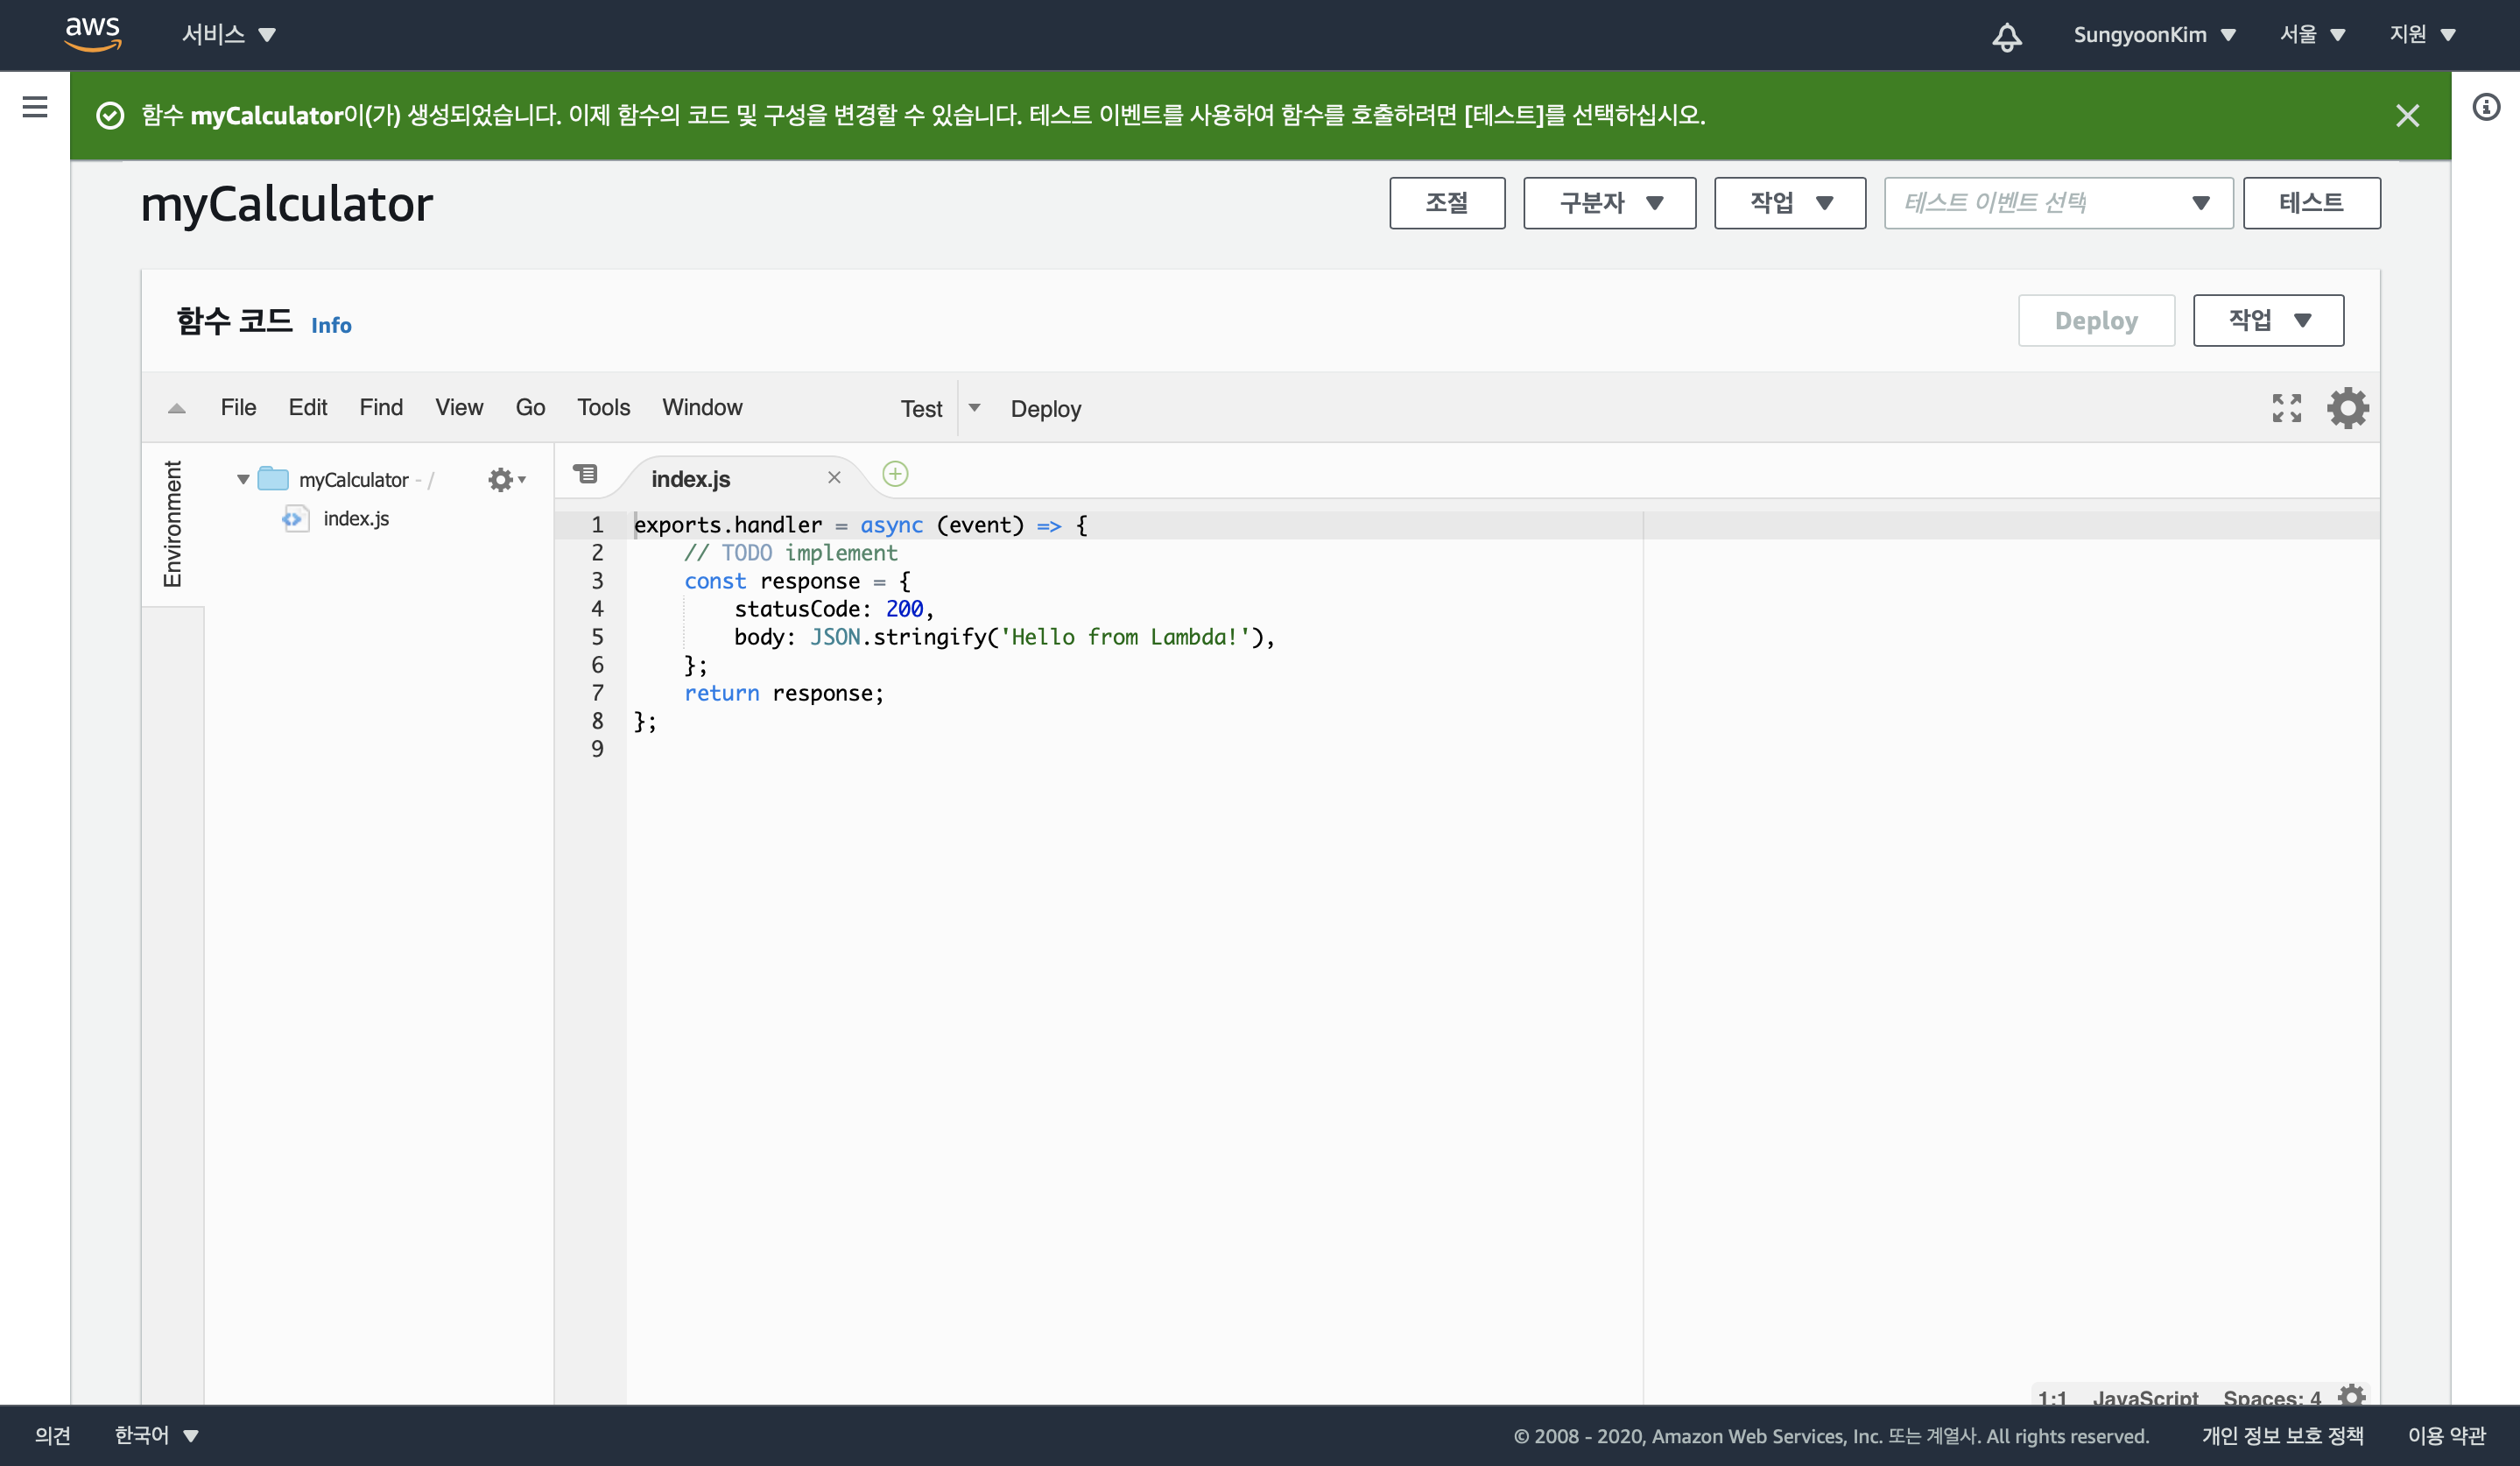 aws 서비스 SungyoonKim 서울 지원
함수 myCalculator이(가) 생성되었습니다. 이제 함수의 코드 및 구성을 변경할 수 있습니다. 테스트 이벤트를 사용하여 함수를 호출하려면 [테스트]를 선택하십시오.
myCalculator 조절 구분자 작업 테스트 이벤트 선택 테스트
함수 코드 Info Deploy 작업
File Edit Find View Go Tools Window Test Deploy
Environment
myCalculator - /
index.js
index.js
1 exports.handler = async (event) => {
2 // TODO implement
3 const response = {
4 statusCode: 200,
5 body: JSON.stringify('Hello from Lambda!'),
6 };
7 return response;
8 };
9
1:1 JavaScript Spaces: 4
의견 한국어 © 2008 - 2020, Amazon Web Services, Inc. 또는 계열사. All rights reserved. 개인 정보 보호 정책 이용 약관